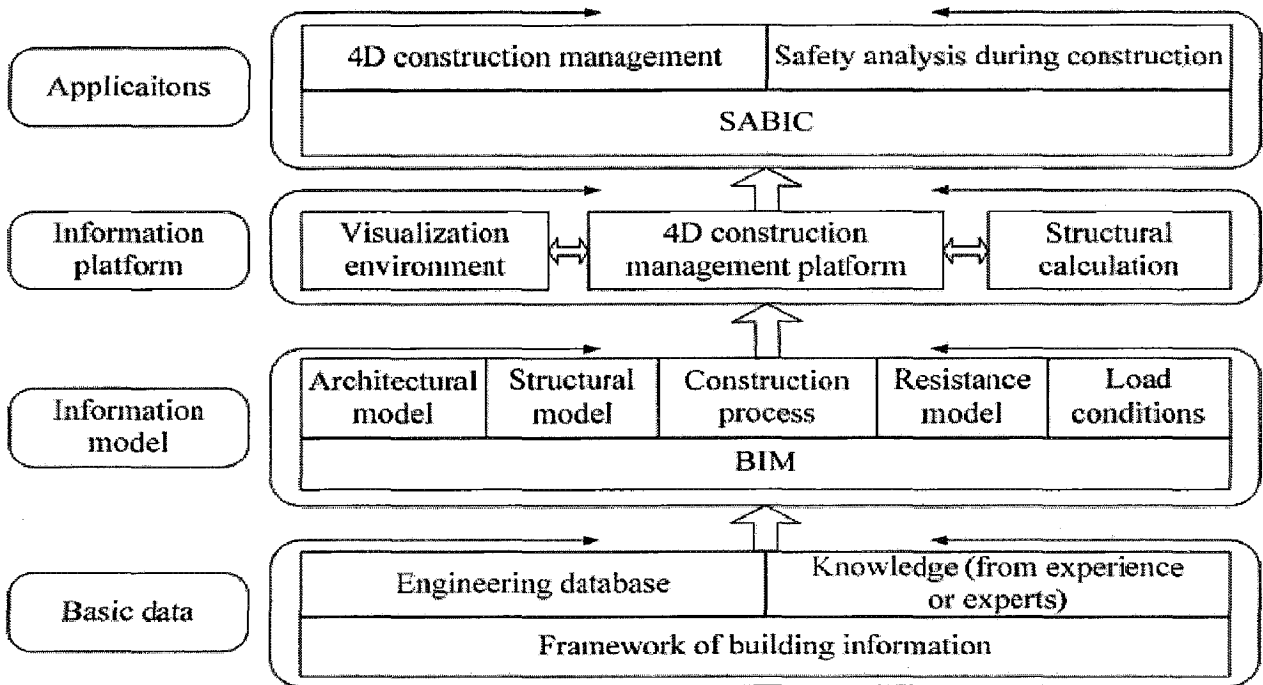 4D construction management
Safety analysis during construction
Applicaitons
SABIC
Information
platform
Visualization
environment
4D construction
management platform
Structural
calculation
Information
model
Architectural
model
Structural
model
Construction
process
Resistance
model
Load
conditions
BIM
Basic data
Engineering database
Knowledge (from experience
or experts)
Framework of building information